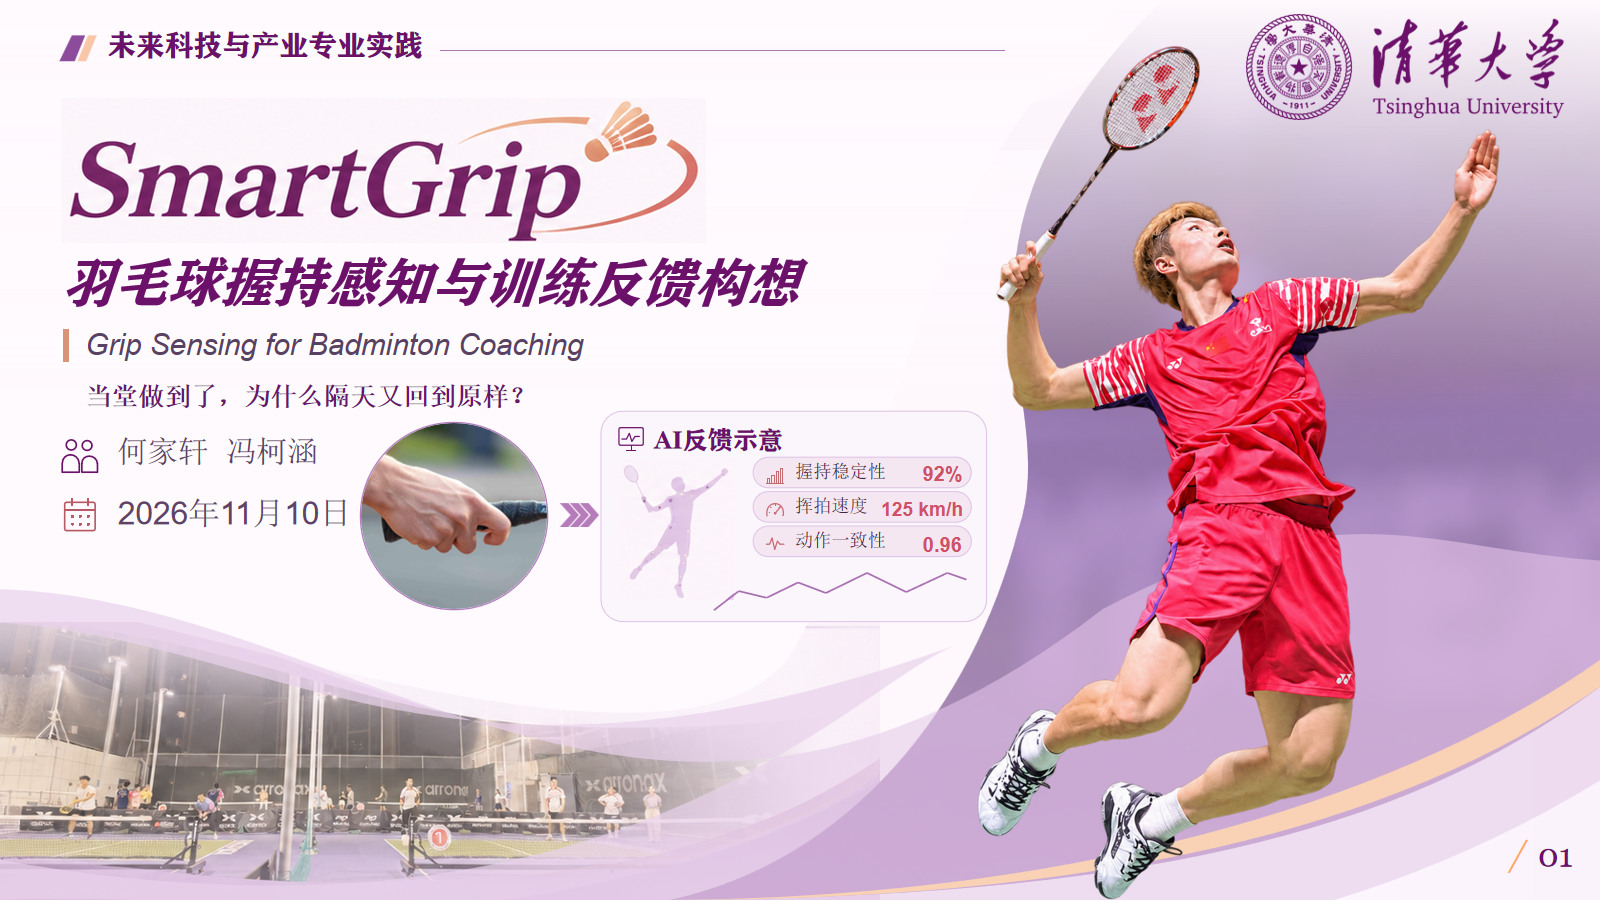 未来科技与产业专业实践
清華大学
Tsinghua University
TSINGHUA UNIVERSITY
-1911-
SmartGrip
羽毛球握持感知与训练反馈构想
Grip Sensing for Badminton Coaching
当堂做到了，为什么隔天又回到原样？
何家轩 冯柯涵
2026年11月10日
AI反馈示意
握持稳定性 92%
挥拍速度 125 km/h
动作一致性 0.96
arronax
arronax
01